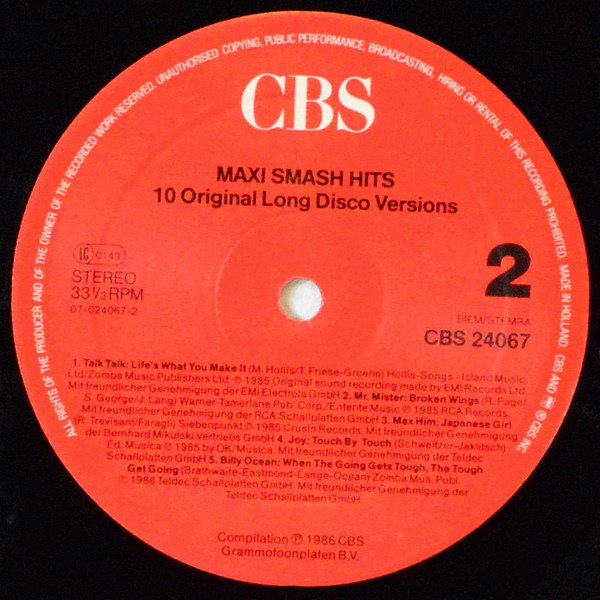 ALL RIGHTS OF THE PRODUCER AND OF THE OWNER OF THE RECORDED WORK RESERVED. UNAUTHORISED COPYING, PUBLIC PERFORMANCE, BROADCASTING, HIRING OR RENTAL OF THIS RECORDING PROHIBITED. MADE IN HOLLAND. CBS AND ® © CBS INC.
CBS
MAXI SMASH HITS
10 Original Long Disco Versions
LC 0149
STEREO
33⅓ RPM
07-024067-2
2
BIEM/STEMRA
CBS 24067
1. Talk Talk: Life's What You Make It (M. Hollis/T. Friese-Greene) Hollis-Songs - Island Music
Ltd/Zomba Music Publishers Ltd. ℗ 1985 Original sound recording made by EMI Records Ltd
Mit freundlicher Genehmigung der EMI Electrola GmbH 2. Mr. Mister: Broken Wings (R. Page/
S. George/J. Lang) Warner-Tamerlane Pub. Corp./Entente Music ℗ 1985 RCA Records.
Mit freundlicher Genehmigung der RCA Schallplatten GmbH 3. Max Him: Japanese Girl
(R. Trevisan/Faragli) Siebenpunkt ℗ 1985 Crusin Records. Mit freundlicher Genehmigung
der Bernhard Mikulski Vertriebs GmbH 4. Joy: Touch By Touch (Schweitzer-Jaklitsch)
Ed. Musica ℗ 1985 by OK/Musica. Mit freundlicher Genehmigung der Teldec
Schallplatten GmbH 5. Billy Ocean: When The Going Gets Tough, The Tough
Get Going (Brathwaite-Eastmond-Lange-Ocean) Zomba Mus. Publ.
℗ 1986 Teldec Schallplatten GmbH. Mit freundlicher Genehmigung der
Teldec Schallplatten GmbH
Compilation ℗ 1986 CBS
Grammofoonplaten B.V.